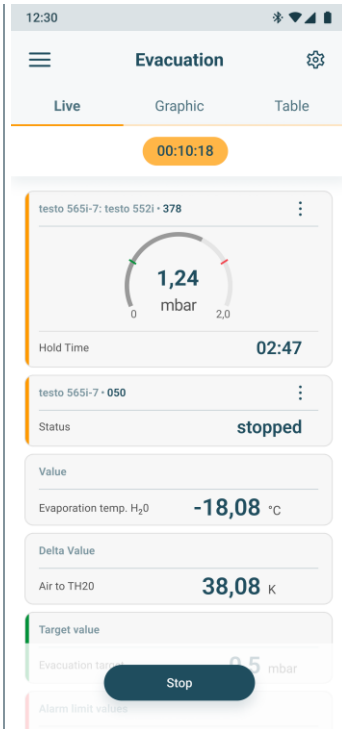 12:30
Evacuation
Live Graphic Table
00:10:18
testo 565i-7: testo 552i • 378
1,24
mbar
0 2,0
Hold Time 02:47
testo 565i-7 • 050
Status stopped
Value
Evaporation temp. H₂0 -18,08 °C
Delta Value
Air to TH20 38,08 K
Target value
Evacuation target 0,5 mbar
Stop
Alarm limit values